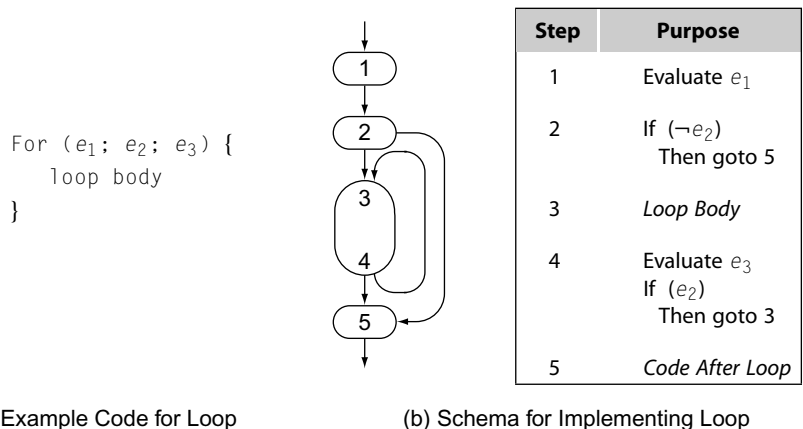 For (e₁; e₂; e₃) {
loop body
}
1
2
3
4
5
Step Purpose
1 Evaluate e₁
2 If (¬e₂)
Then goto 5
3 Loop Body
4 Evaluate e₃
If (e₂)
Then goto 3
5 Code After Loop
Example Code for Loop
(b) Schema for Implementing Loop